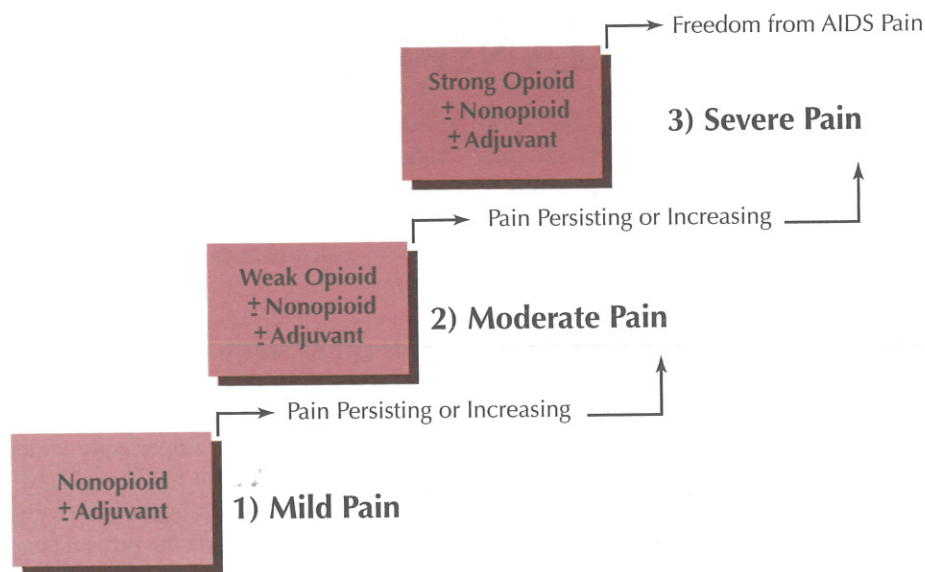 Freedom from AIDS Pain
Strong Opioid
± Nonopioid
± Adjuvant
3) Severe Pain
Pain Persisting or Increasing
Weak Opioid
± Nonopioid
± Adjuvant
2) Moderate Pain
Pain Persisting or Increasing
Nonopioid
± Adjuvant
1) Mild Pain